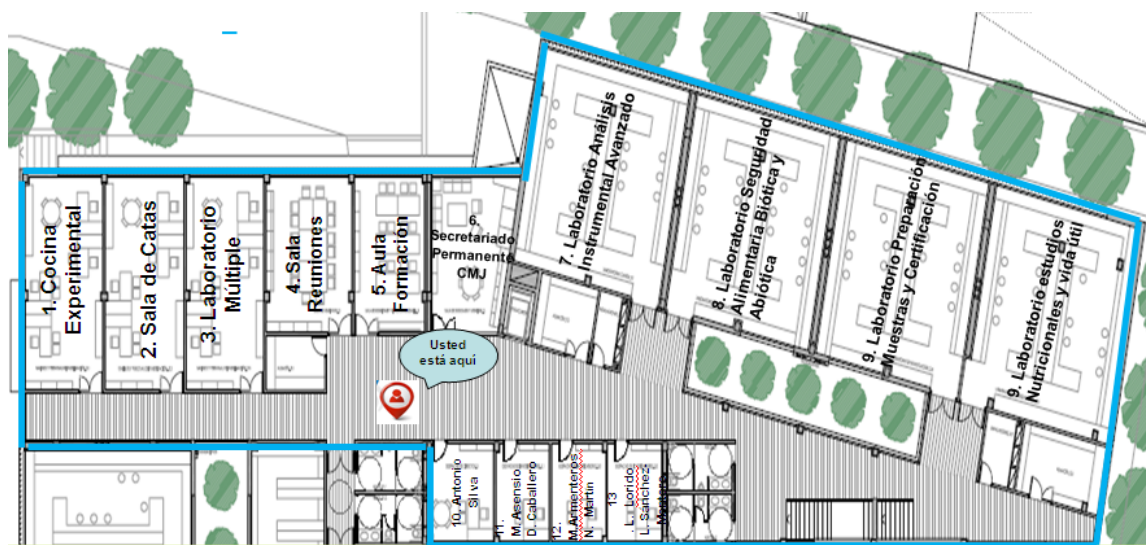 1. Cocina
Experimental
2. Sala de Catas
3. Laboratorio
Múltiple
4. Sala
Reuniones
5. Aula
Formacion
6.
Secretariado
Permanente
CMJ
7. Laboratorio Análisis
Instrumental Avanzado
8. Laboratorio Seguridad
Alimentaria Biótica y
Abiótica
9. Laboratorio Preparación
Muestras y Certificación
9. Laboratorio estudios
Nutricionales y vida útil
Usted
está aquí
10. Antonio
Silva
11.
M. Asensio
D. Caballero
12.
M.Armenteros.
N. Martín
13
. L.. Lorido
L. Sánchez-
Montero